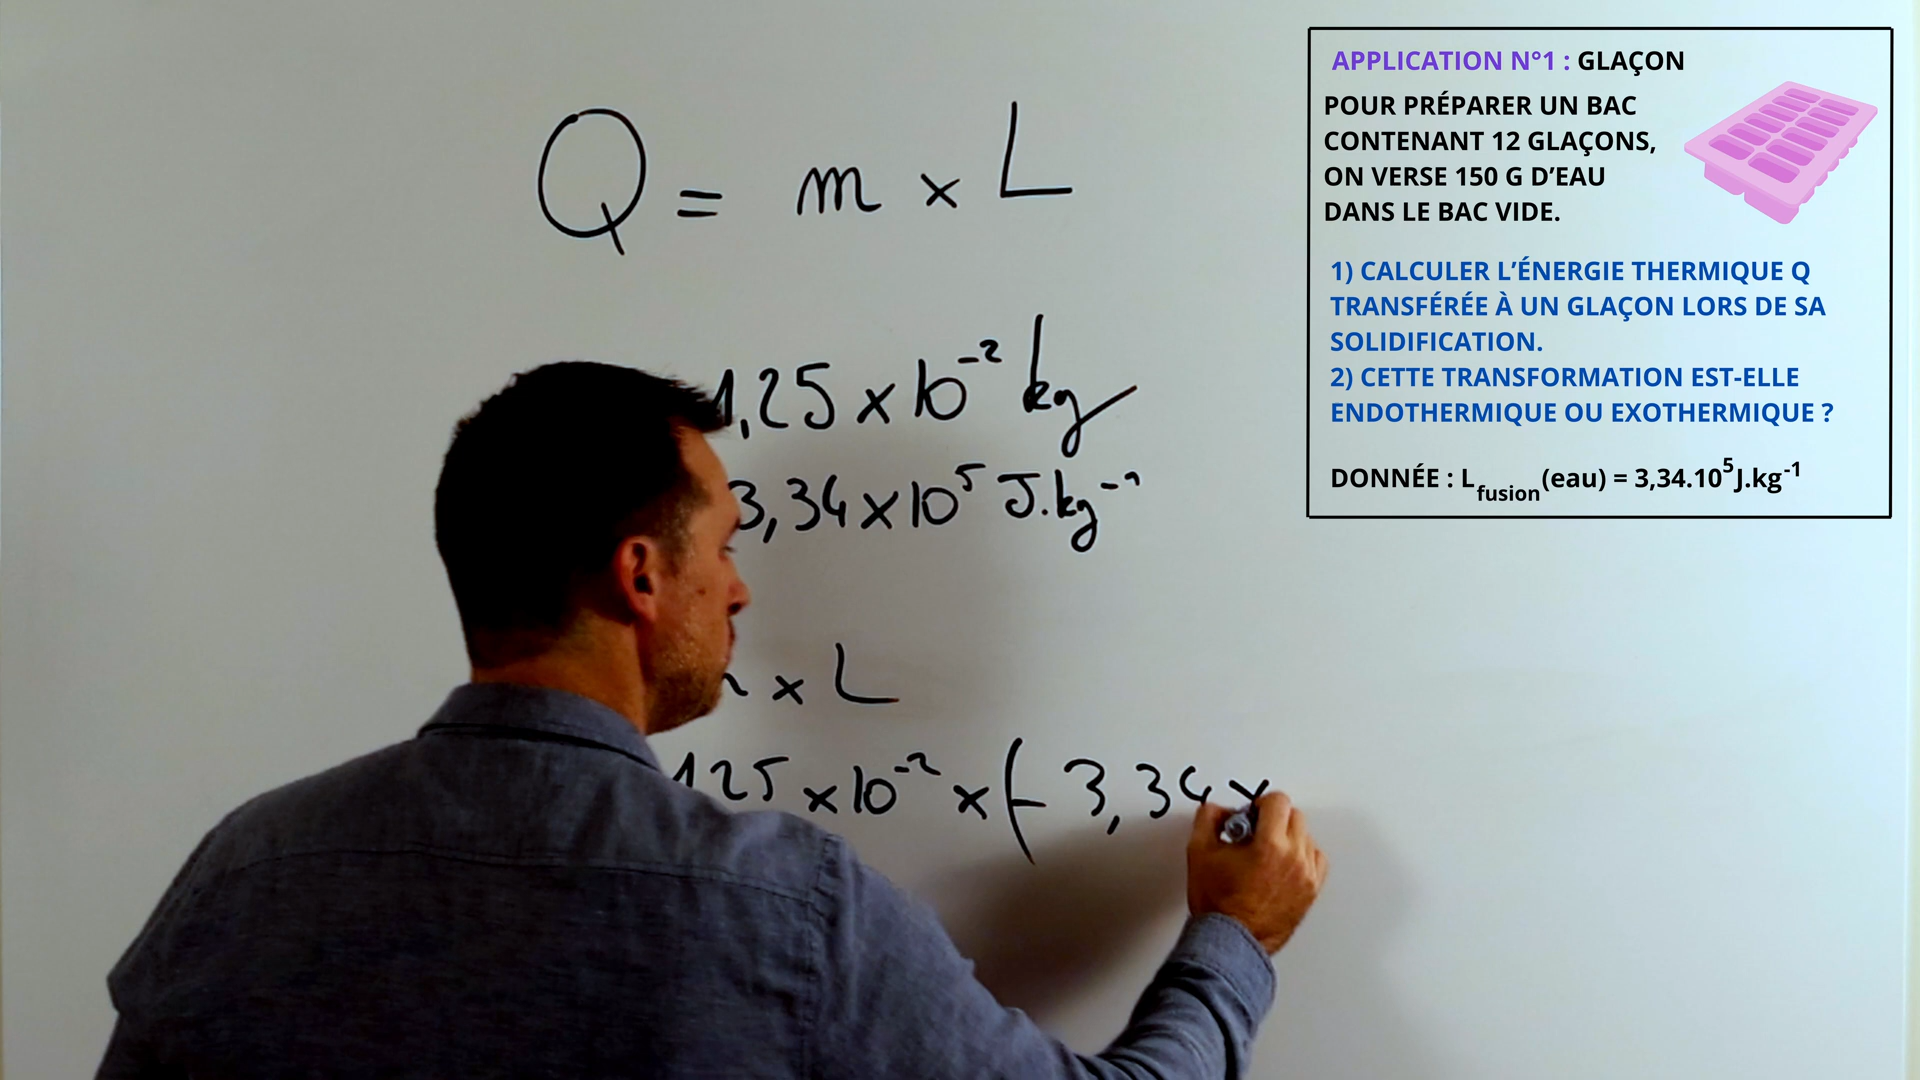 Q = m × L
1,25 × 10⁻² kg
3,34 × 10⁵ J.kg⁻¹
× L
1,25 × 10⁻² × (- 3,34 ×
APPLICATION N°1 : GLAÇON
POUR PRÉPARER UN BAC
CONTENANT 12 GLAÇONS,
ON VERSE 150 G D’EAU
DANS LE BAC VIDE.
1) CALCULER L’ÉNERGIE THERMIQUE Q
TRANSFÉRÉE À UN GLAÇON LORS DE SA
SOLIDIFICATION.
2) CETTE TRANSFORMATION EST-ELLE
ENDOTHERMIQUE OU EXOTHERMIQUE ?
DONNÉE : L fusion (eau) = 3,34.10⁵J.kg⁻¹